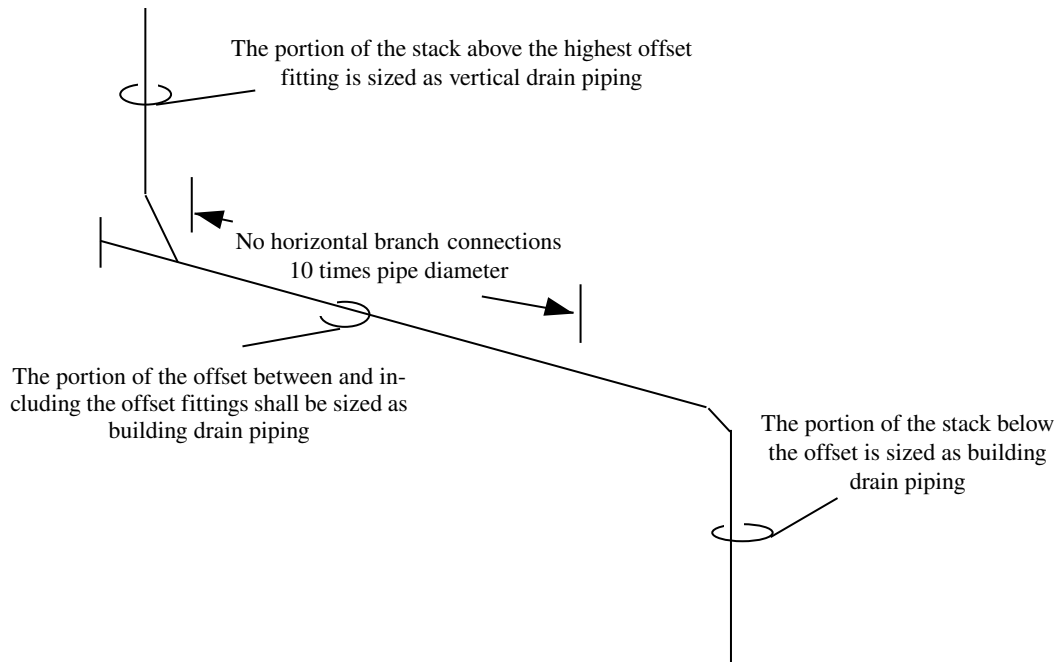 The portion of the stack above the highest offset
fitting is sized as vertical drain piping
No horizontal branch connections
10 times pipe diameter
The portion of the offset between and in-
cluding the offset fittings shall be sized as
building drain piping
The portion of the stack below
the offset is sized as building
drain piping